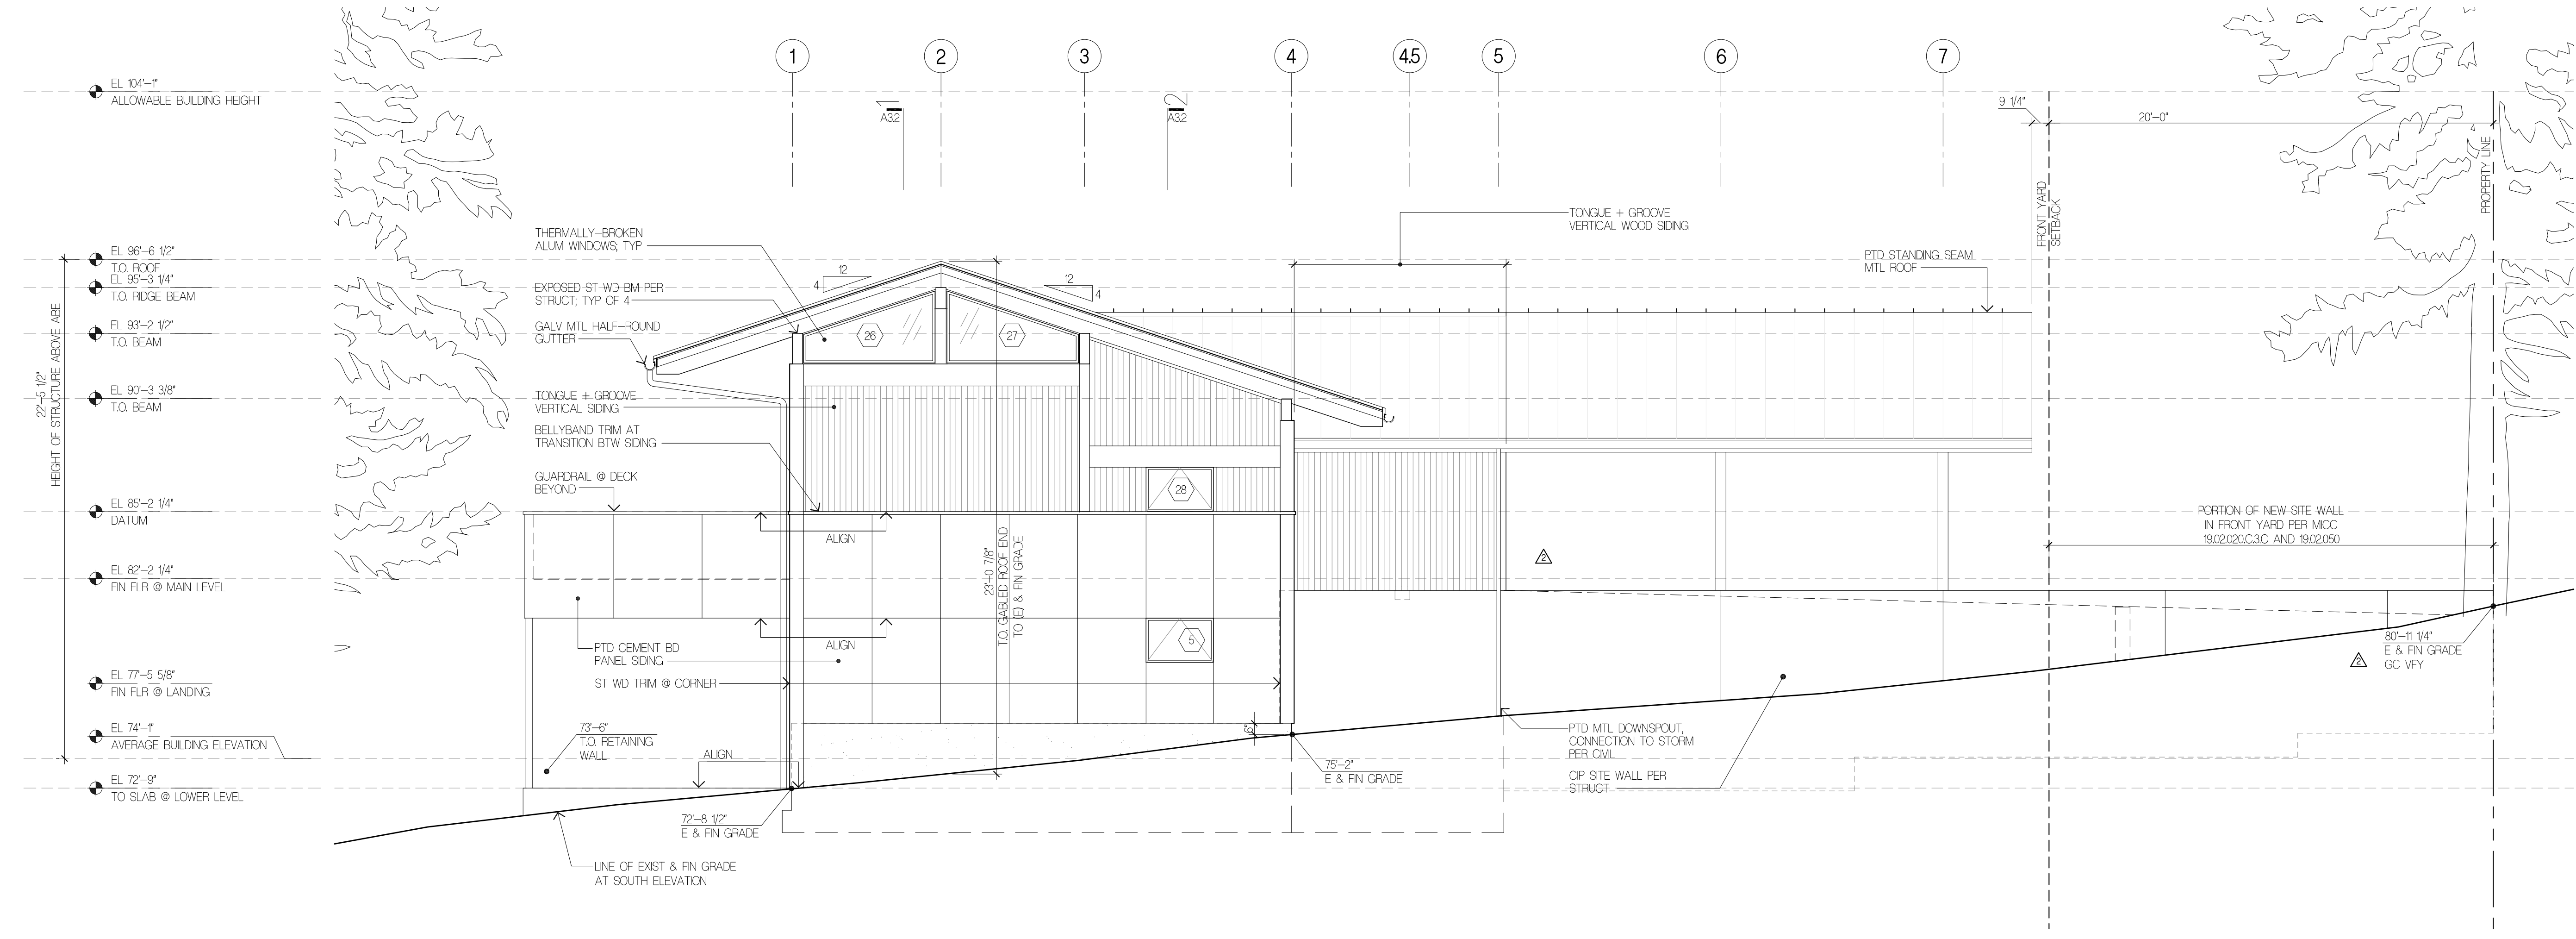 1
2
3
4
4.5
5
6
7
EL 104'-1"
ALLOWABLE BUILDING HEIGHT
1
A3.2
2
A3.2
9 1/4"
20'-0"
4
PROPERTY LINE
FRONT YARD
SETBACK
TONGUE + GROOVE
VERTICAL WOOD SIDING
THERMALLY-BROKEN
ALUM WINDOWS; TYP
PTD STANDING SEAM
MTL ROOF
EL 96'-6 1/2"
T.O. ROOF
EL 95'-3 1/4"
T.O. RIDGE BEAM
EL 93'-2 1/2"
T.O. BEAM
EL 90'-3 3/8"
T.O. BEAM
22'-5 1/2"
HEIGHT OF STRUCTURE ABOVE ABE
12
4
12
4
EXPOSED ST WD BM PER
STRUCT; TYP OF 4
GALV MTL HALF-ROUND
GUTTER
26
27
TONGUE + GROOVE
VERTICAL SIDING
BELLYBAND TRIM AT
TRANSITION BTW SIDING
GUARDRAIL @ DECK
BEYOND
28
EL 85'-2 1/4"
DATUM
ALIGN
23'-0 7/8"
T.O. GABLED ROOF END
TO (E) & FIN GRADE
PORTION OF NEW SITE WALL
IN FRONT YARD PER MICC
19.02.020.C.3.C AND 19.02.050
2
EL 82'-2 1/4"
FIN FLR @ MAIN LEVEL
ALIGN
5
PTD CEMENT BD
PANEL SIDING
80'-11 1/4"
E & FIN GRADE
GC VFY
2
EL 77'-5 5/8"
FIN FLR @ LANDING
ST WD TRIM @ CORNER
EL 74'-1"
AVERAGE BUILDING ELEVATION
73'-6"
T.O. RETAINING
WALL
ALIGN
6"
PTD MTL DOWNSPOUT,
CONNECTION TO STORM
PER CIVIL
75'-2"
E & FIN GRADE
CIP SITE WALL PER
STRUCT
EL 72'-9"
TO SLAB @ LOWER LEVEL
72'-8 1/2"
E & FIN GRADE
LINE OF EXIST & FIN GRADE
AT SOUTH ELEVATION